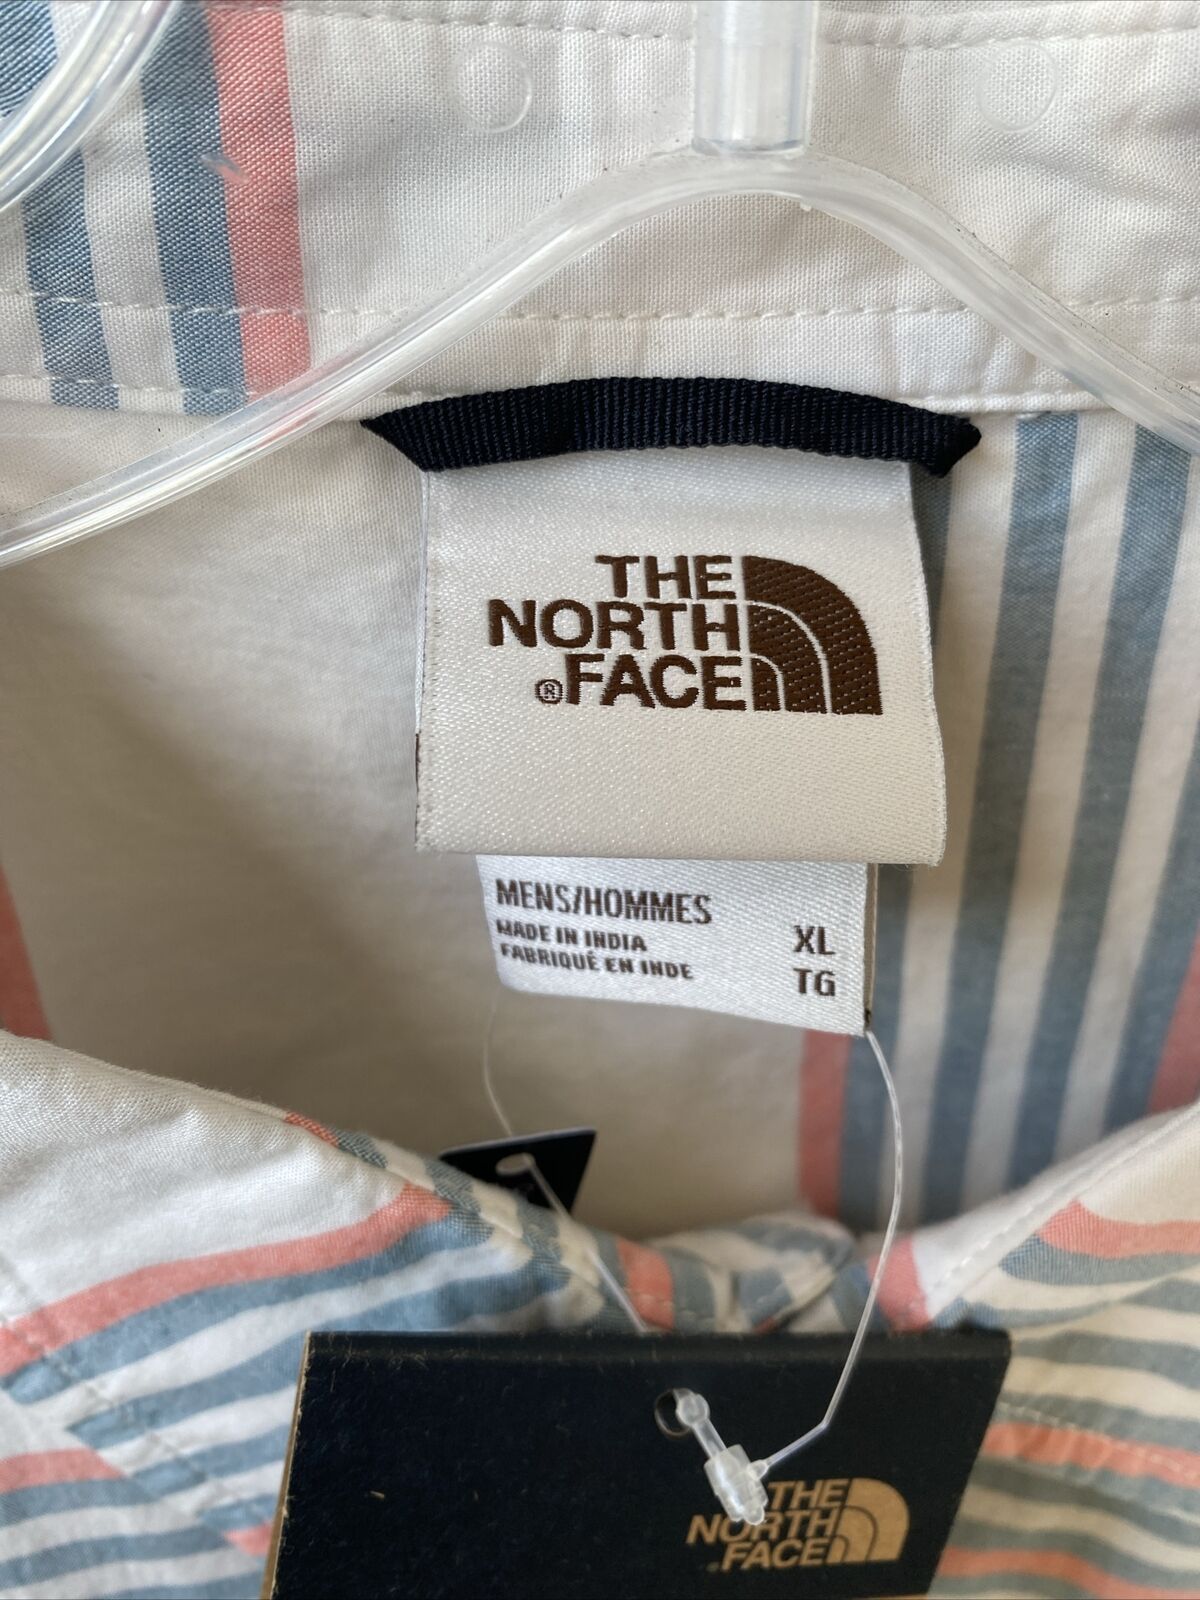 THE
NORTH
®FACE
MENS/HOMMES
MADE IN INDIA
FABRIQUÉ EN INDE
XL
TG
THE
NORTH
FACE